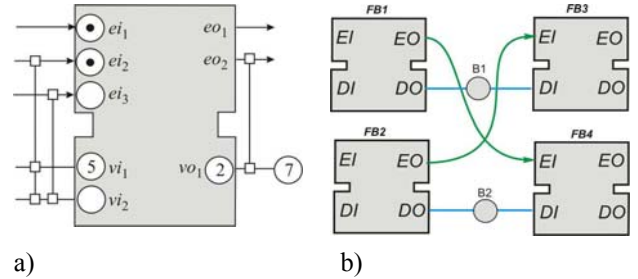 ei1 eo1
ei2 eo2
ei3
5 vi1 vo1 2 7
vi2
a)
FB1 FB3
EI EO EI EO
B1
DI DO DI DO
FB2 FB4
EI EO EI EO
B2
DI DO DI DO
b)